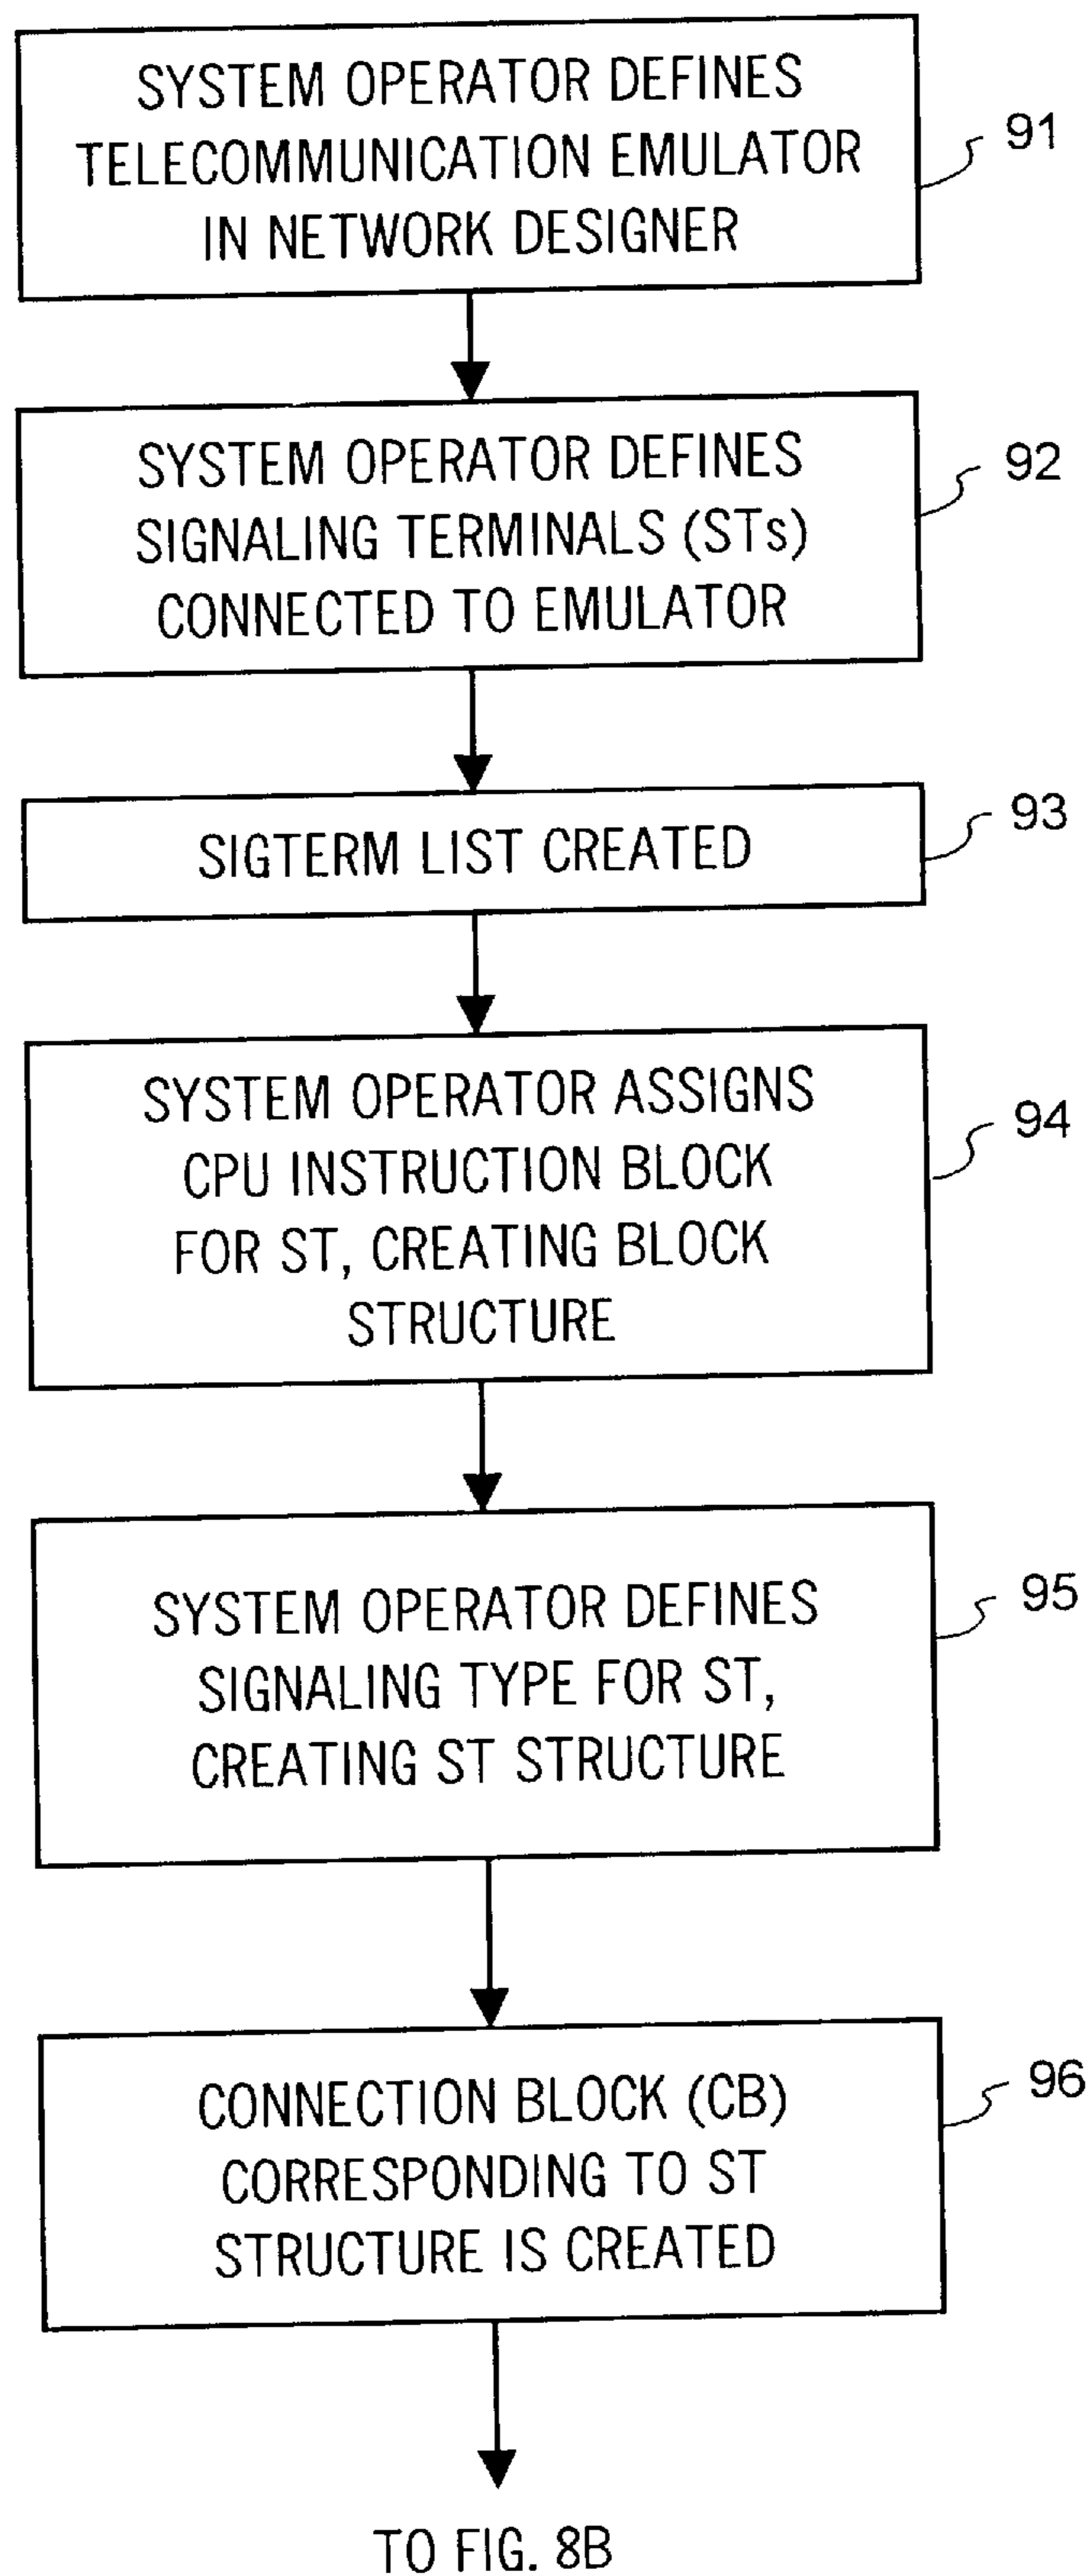 SYSTEM OPERATOR DEFINES
TELECOMMUNICATION EMULATOR
IN NETWORK DESIGNER
91
SYSTEM OPERATOR DEFINES
SIGNALING TERMINALS (STs)
CONNECTED TO EMULATOR
92
SIGTERM LIST CREATED
93
SYSTEM OPERATOR ASSIGNS
CPU INSTRUCTION BLOCK
FOR ST, CREATING BLOCK
STRUCTURE
94
SYSTEM OPERATOR DEFINES
SIGNALING TYPE FOR ST,
CREATING ST STRUCTURE
95
CONNECTION BLOCK (CB)
CORRESPONDING TO ST
STRUCTURE IS CREATED
96
TO FIG. 8B